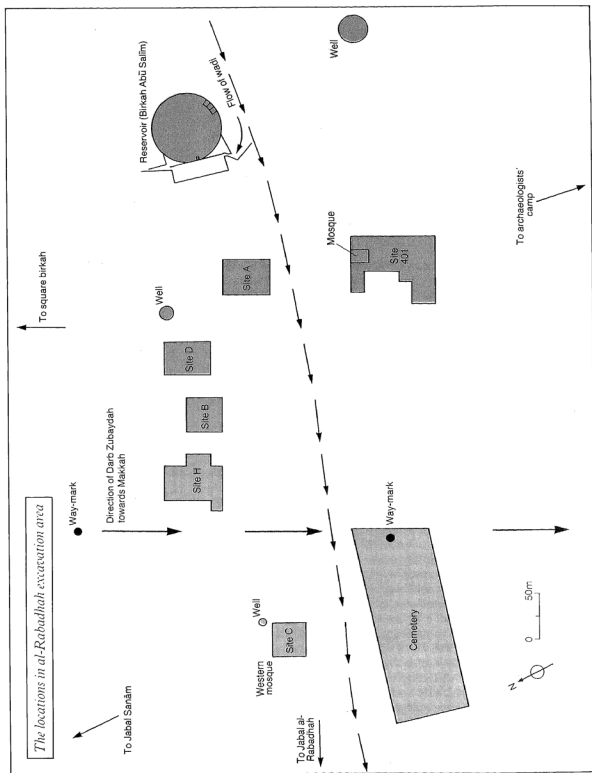 The locations in al-Rabadhah excavation area
To square birkah
To Jabal Sanām
Way-mark
Direction of Darb Zubaydah
towards Makkah
Well
Site H
Site B
Site D
Site A
Reservoir (Birkah Abū Salīm)
Flow of wadi
Well
Western
mosque
Well
Site C
Mosque
Site
401
To Jabal al-
Rabadhah
Way-mark
Cemetery
To archaeologists'
camp
N
0 50m